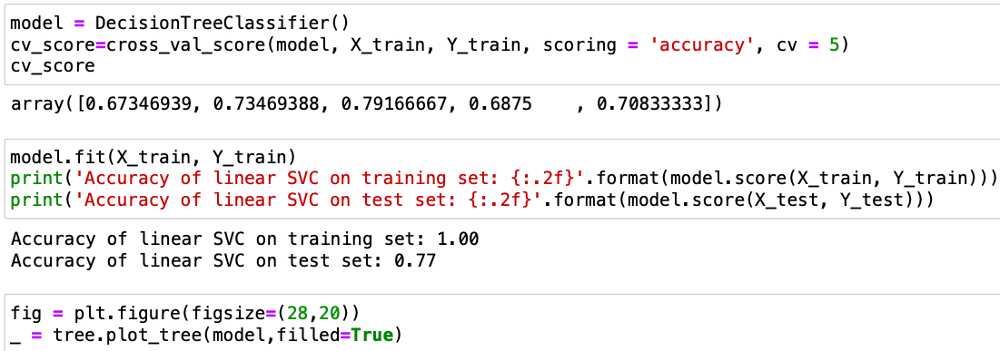 model = DecisionTreeClassifier()
cv_score=cross_val_score(model, X_train, Y_train, scoring = 'accuracy', cv = 5)
cv_score
array([0.67346939, 0.73469388, 0.79166667, 0.6875    , 0.70833333])
model.fit(X_train, Y_train)
print('Accuracy of linear SVC on training set: {:.2f}'.format(model.score(X_train, Y_train)))
print('Accuracy of linear SVC on test set: {:.2f}'.format(model.score(X_test, Y_test)))
Accuracy of linear SVC on training set: 1.00
Accuracy of linear SVC on test set: 0.77
fig = plt.figure(figsize=(28,20))
_ = tree.plot_tree(model,filled=True)